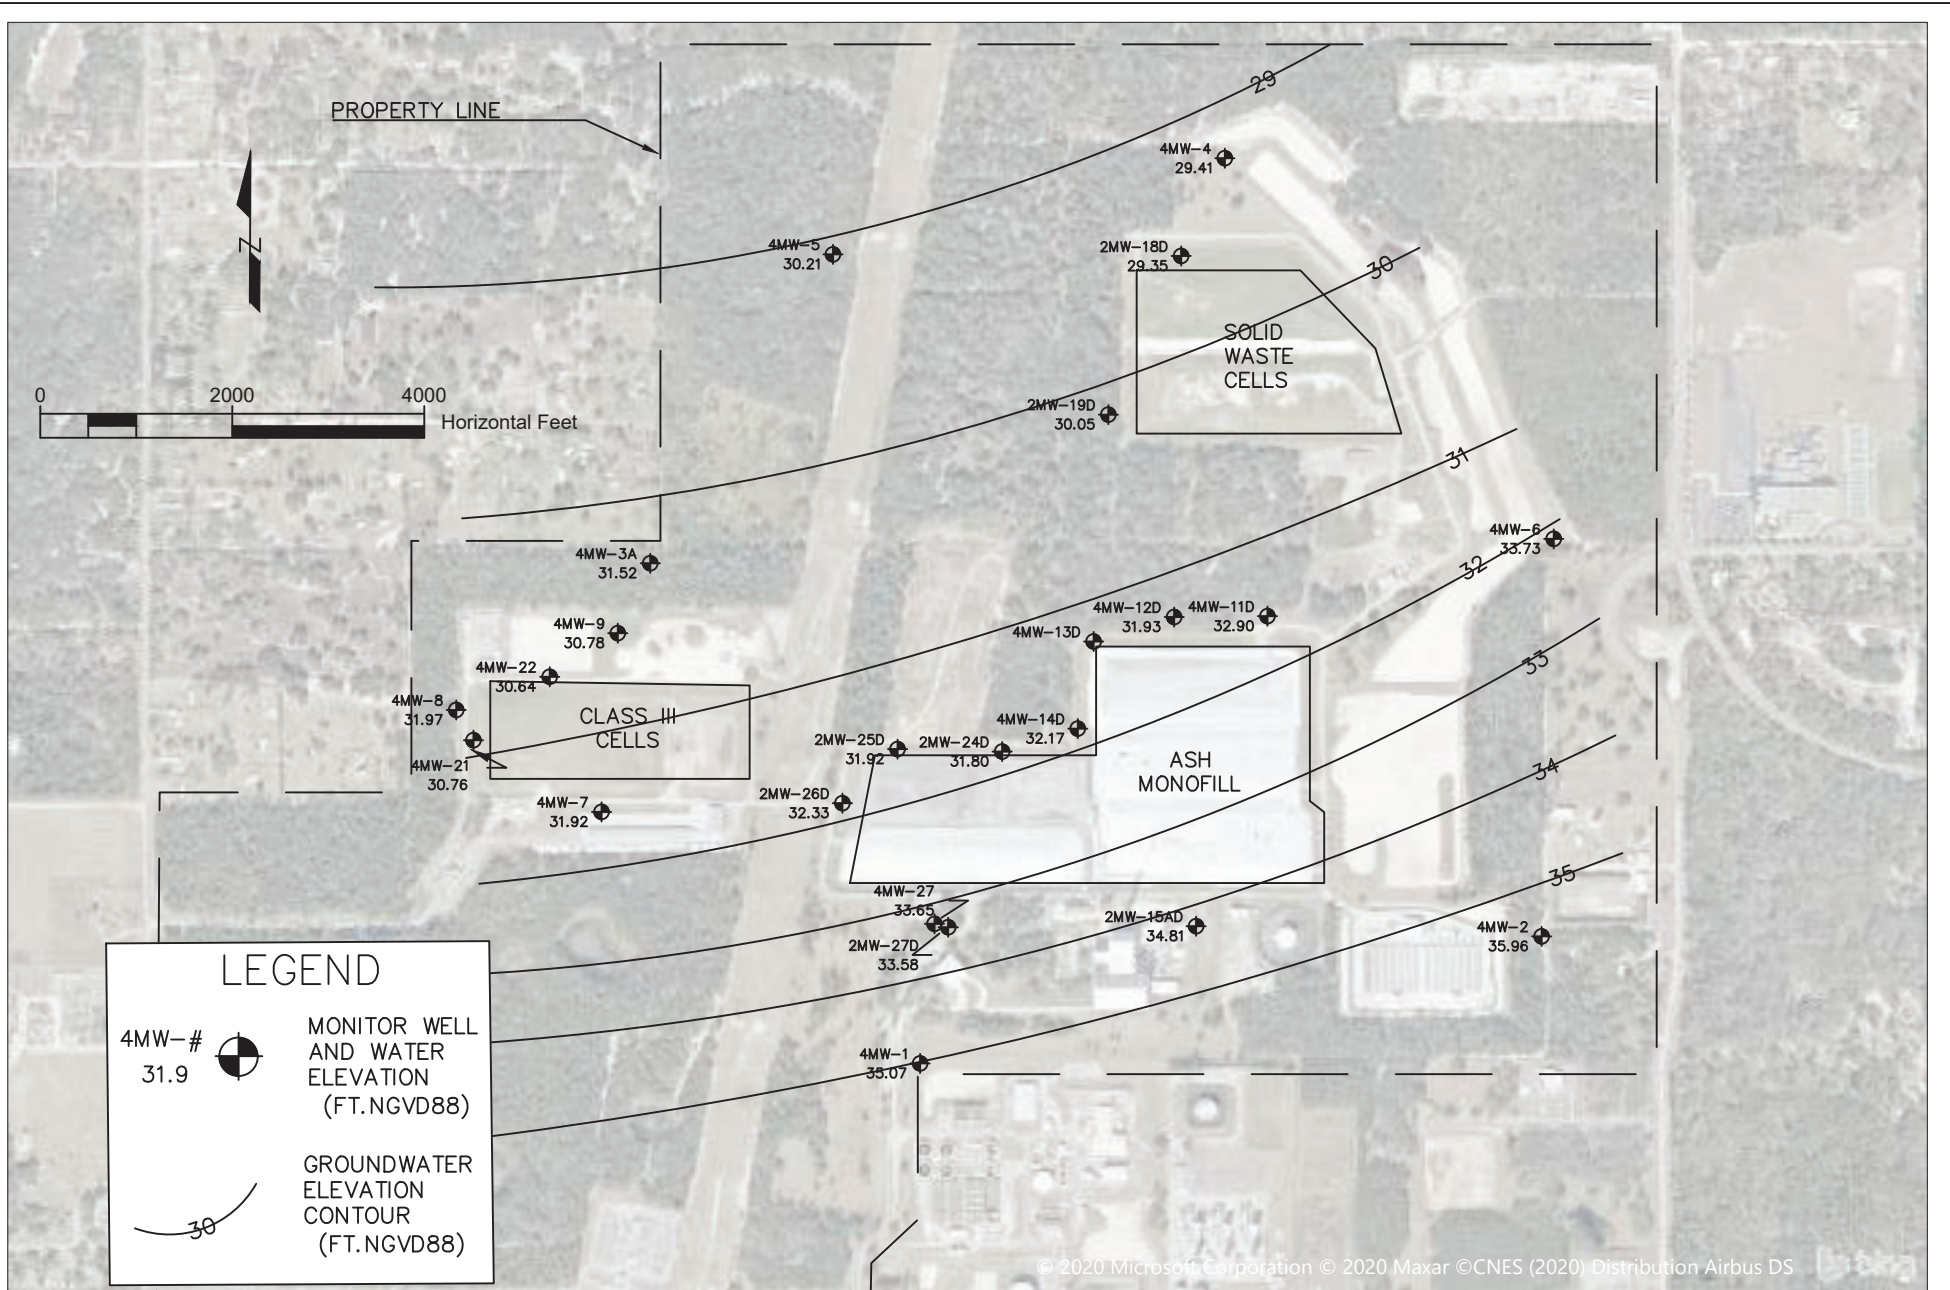 29
PROPERTY LINE
4MW-4
29.41
4MW-5
30.21
2MW-18D
29.35
N
30
SOLID
WASTE
CELLS
0 2000 4000
Horizontal Feet
2MW-19D
30.05
31
4MW-6
33.73
32
4MW-3A
31.52
4MW-12D
31.93
4MW-11D
32.90
4MW-9
30.78
4MW-13D
33
4MW-22
30.64
4MW-8
31.97
CLASS III
CELLS
4MW-14D
32.17
2MW-25D
31.92
2MW-24D
31.80
4MW-21
30.76
ASH
MONOFILL
34
4MW-7
31.92
2MW-26D
32.33
35
4MW-27
33.65
2MW-15AD
34.81
4MW-2
35.96
2MW-27D
33.58
4MW-1
35.07
LEGEND
4MW-#
31.9
MONITOR WELL
AND WATER
ELEVATION
(FT.NGVD88)
30
GROUNDWATER
ELEVATION
CONTOUR
(FT.NGVD88)
© 2020 Microsoft Corporation © 2020 Maxar ©CNES (2020) Distribution Airbus DS